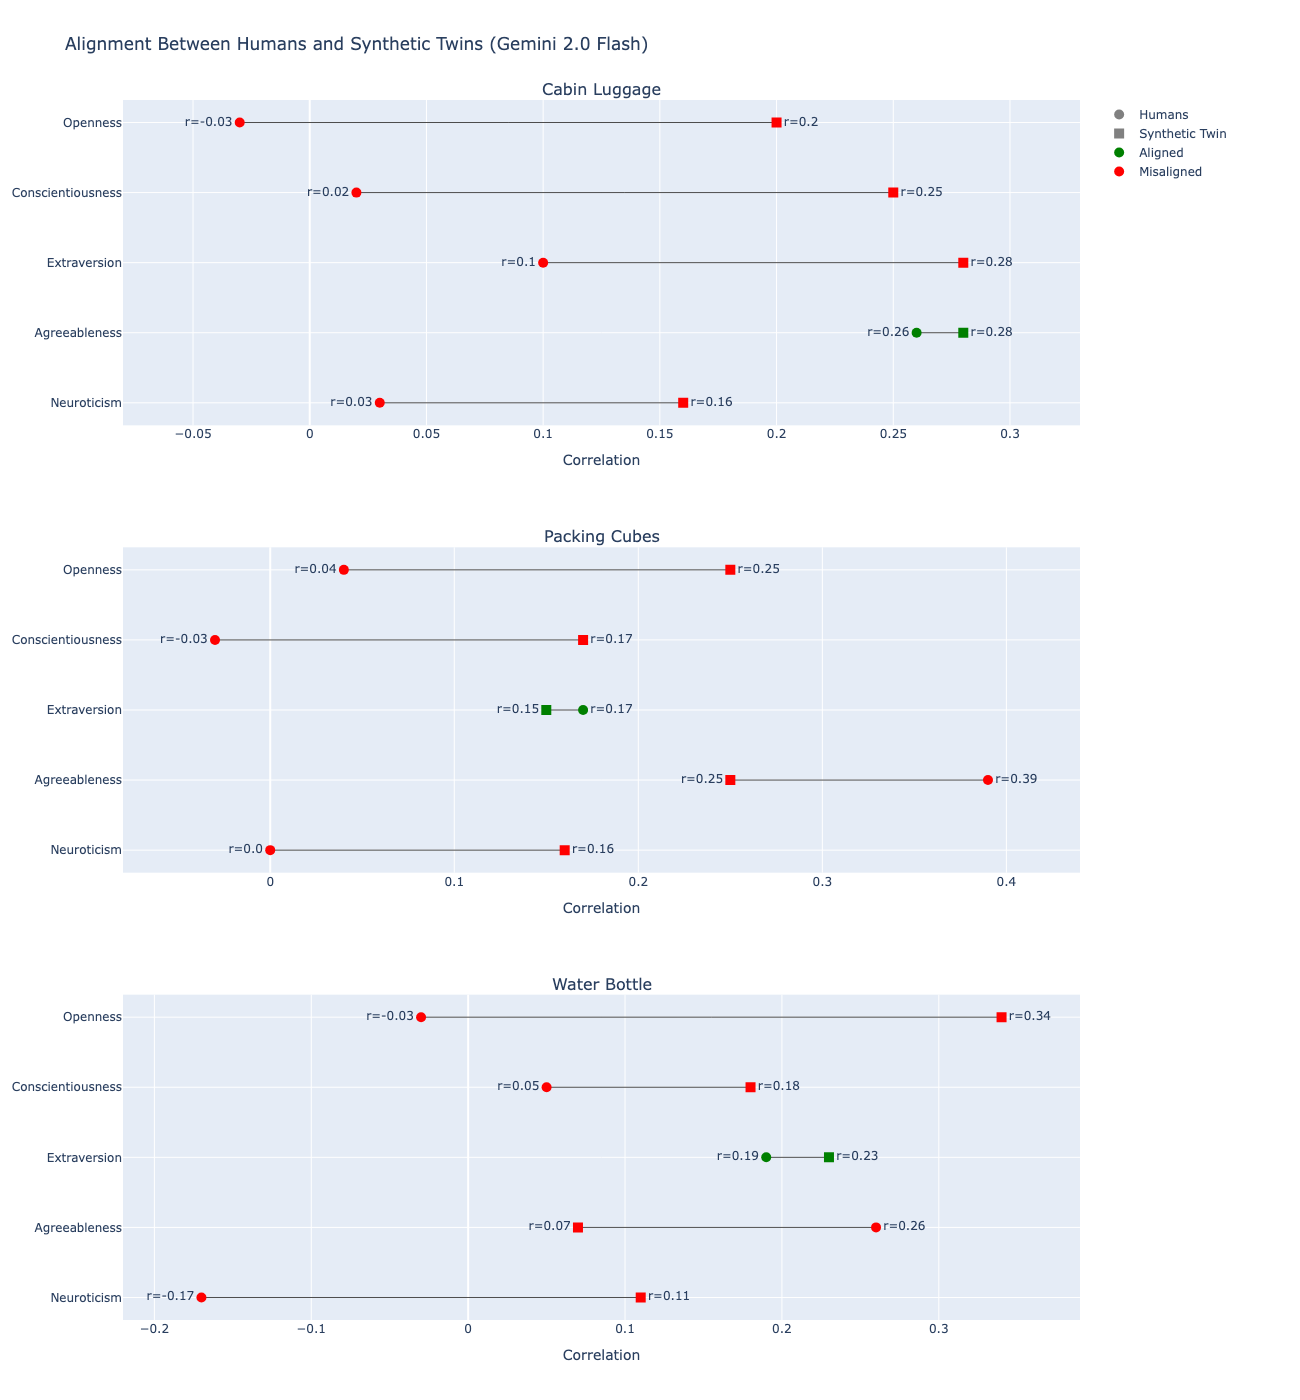 Alignment Between Humans and Synthetic Twins (Gemini 2.0 Flash)
Cabin Luggage
Humans
Synthetic Twin
Aligned
Misaligned
Openness r=-0.03 r=0.2
Conscientiousness r=0.02 r=0.25
Extraversion r=0.1 r=0.28
Agreeableness r=0.26 r=0.28
Neuroticism r=0.03 r=0.16
−0.05 0 0.05 0.1 0.15 0.2 0.25 0.3
Correlation
Packing Cubes
Openness r=0.04 r=0.25
Conscientiousness r=-0.03 r=0.17
Extraversion r=0.15 r=0.17
Agreeableness r=0.25 r=0.39
Neuroticism r=0.0 r=0.16
0 0.1 0.2 0.3 0.4
Correlation
Water Bottle
Openness r=-0.03 r=0.34
Conscientiousness r=0.05 r=0.18
Extraversion r=0.19 r=0.23
Agreeableness r=0.07 r=0.26
Neuroticism r=-0.17 r=0.11
−0.2 −0.1 0 0.1 0.2 0.3
Correlation